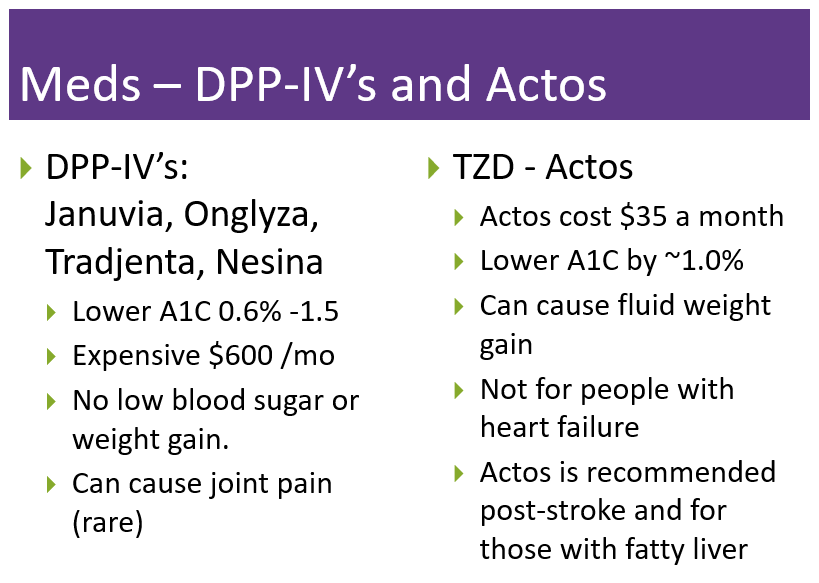 Meds – DPP-IV’s and Actos
DPP-IV’s:
Januvia, Onglyza,
Tradjenta, Nesina
Lower A1C 0.6% -1.5
Expensive $600 /mo
No low blood sugar or
weight gain.
Can cause joint pain
(rare)
TZD - Actos
Actos cost $35 a month
Lower A1C by ~1.0%
Can cause fluid weight
gain
Not for people with
heart failure
Actos is recommended
post-stroke and for
those with fatty liver